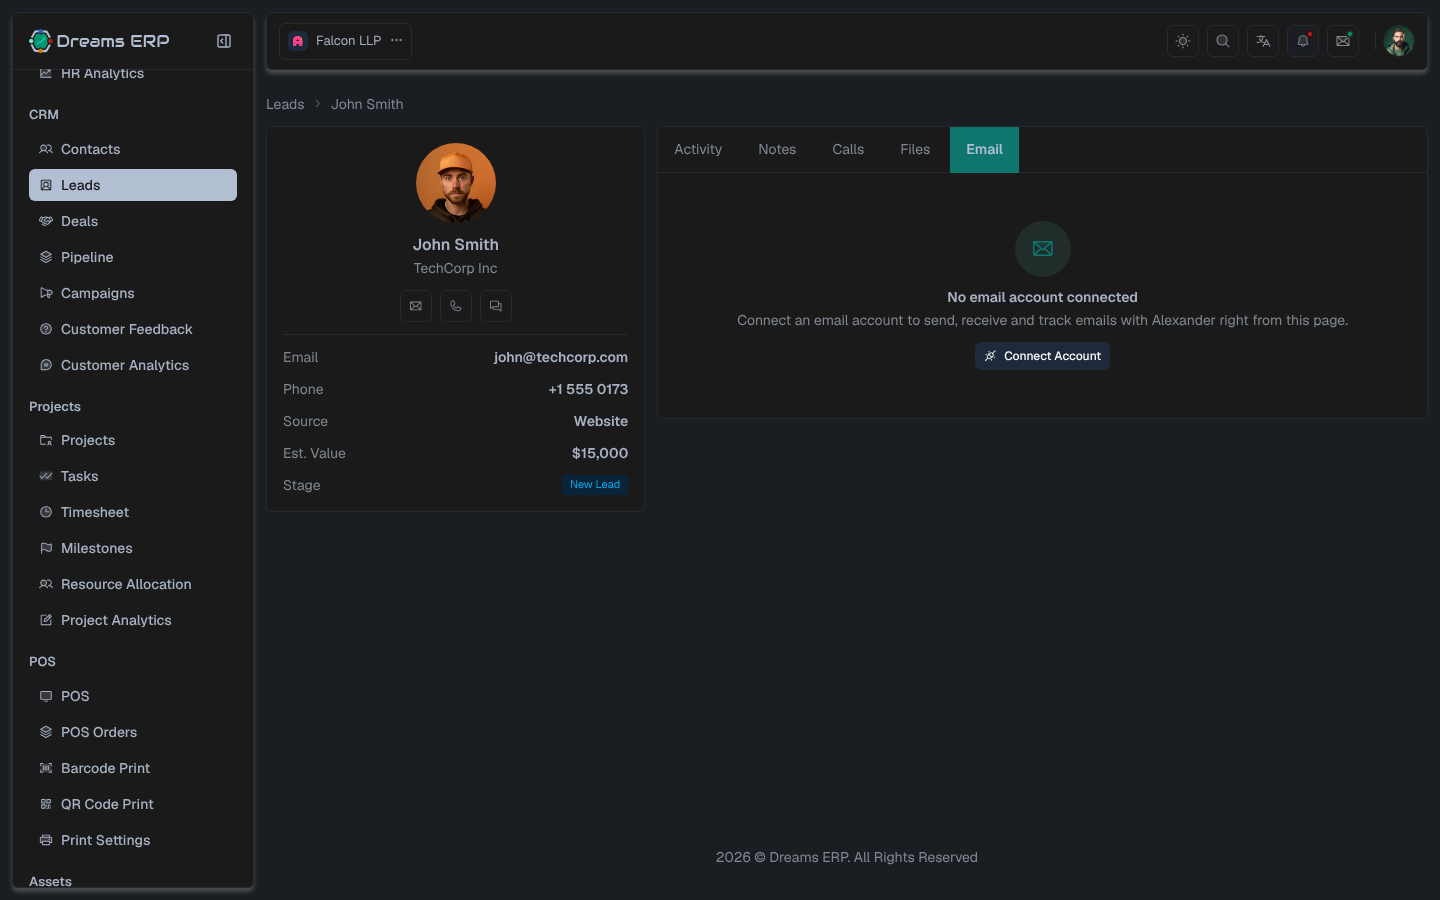 Dreams ERP
Falcon LLP
HR Analytics
CRM
Contacts
Leads
Deals
Pipeline
Campaigns
Customer Feedback
Customer Analytics
Projects
Projects
Tasks
Timesheet
Milestones
Resource Allocation
Project Analytics
POS
POS
POS Orders
Barcode Print
QR Code Print
Print Settings
Assets
Leads
John Smith
John Smith
TechCorp Inc
Email john@techcorp.com
Phone +1 555 0173
Source Website
Est. Value $15,000
Stage New Lead
Activity Notes Calls Files Email
No email account connected
Connect an email account to send, receive and track emails with Alexander right from this page.
Connect Account
2026 © Dreams ERP. All Rights Reserved